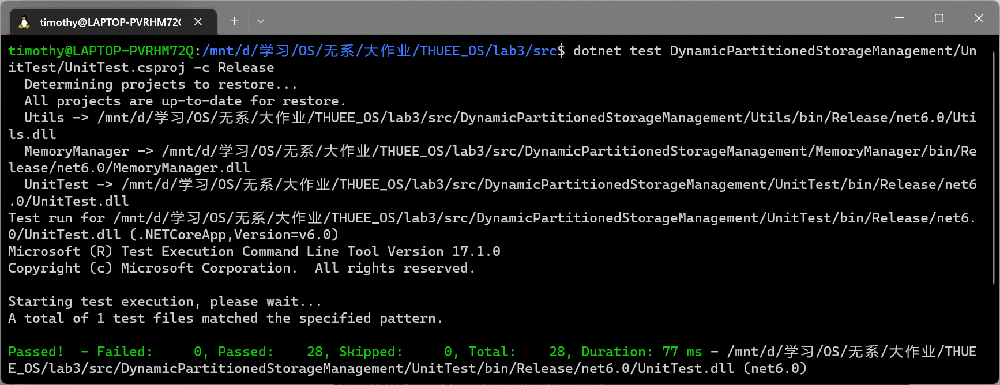 timothy@LAPTOP-PVRHM72Q
timothy@LAPTOP-PVRHM72Q:/mnt/d/学习/OS/无系/大作业/THUEE_OS/lab3/src$ dotnet test DynamicPartitionedStorageManagement/Un
itTest/UnitTest.csproj -c Release
  Determining projects to restore...
  All projects are up-to-date for restore.
  Utils -> /mnt/d/学习/OS/无系/大作业/THUEE_OS/lab3/src/DynamicPartitionedStorageManagement/Utils/bin/Release/net6.0/Uti
ls.dll
  MemoryManager -> /mnt/d/学习/OS/无系/大作业/THUEE_OS/lab3/src/DynamicPartitionedStorageManagement/MemoryManager/bin/Re
lease/net6.0/MemoryManager.dll
  UnitTest -> /mnt/d/学习/OS/无系/大作业/THUEE_OS/lab3/src/DynamicPartitionedStorageManagement/UnitTest/bin/Release/net6
.0/UnitTest.dll
Test run for /mnt/d/学习/OS/无系/大作业/THUEE_OS/lab3/src/DynamicPartitionedStorageManagement/UnitTest/bin/Release/net6.
0/UnitTest.dll (.NETCoreApp,Version=v6.0)
Microsoft (R) Test Execution Command Line Tool Version 17.1.0
Copyright (c) Microsoft Corporation.  All rights reserved.

Starting test execution, please wait...
A total of 1 test files matched the specified pattern.

Passed!  - Failed:     0, Passed:    28, Skipped:     0, Total:    28, Duration: 77 ms - /mnt/d/学习/OS/无系/大作业/THUE
E_OS/lab3/src/DynamicPartitionedStorageManagement/UnitTest/bin/Release/net6.0/UnitTest.dll (net6.0)